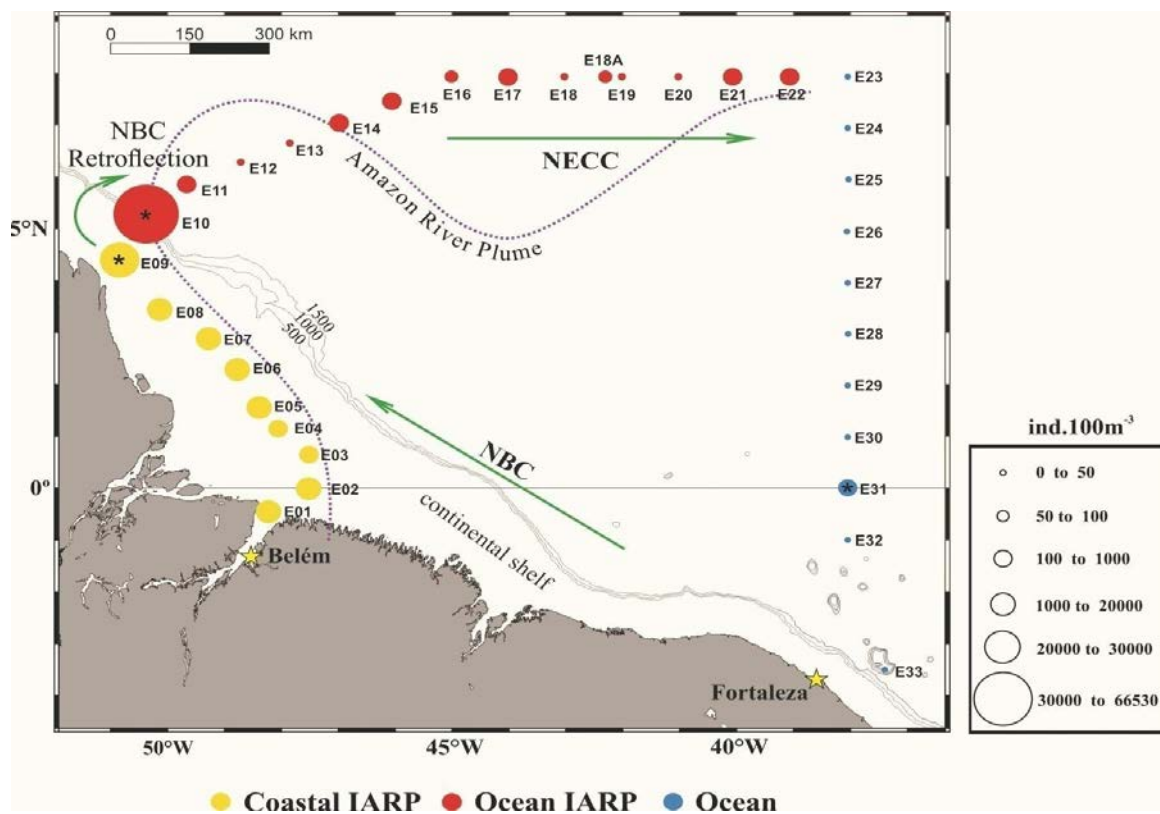 0 150 300 km
E18A
E16 E17 E18 E19 E20 E21 E22 E23
E15
E14
E24
NBC
Retroflection
E13
NECC
E12
Amazon River Plume
E25
E11
E10
5°N
E26
E09
E27
E08
1500
1000
500
E28
E07
E06
E29
E05
E04
E30
NBC
E03
0°
E02
E31
E01
continental shelf
E32
Belém
E33
Fortaleza
50°W 45°W 40°W
ind.100m⁻³
0 to 50
50 to 100
100 to 1000
1000 to 20000
20000 to 30000
30000 to 66530
Coastal IARP Ocean IARP Ocean